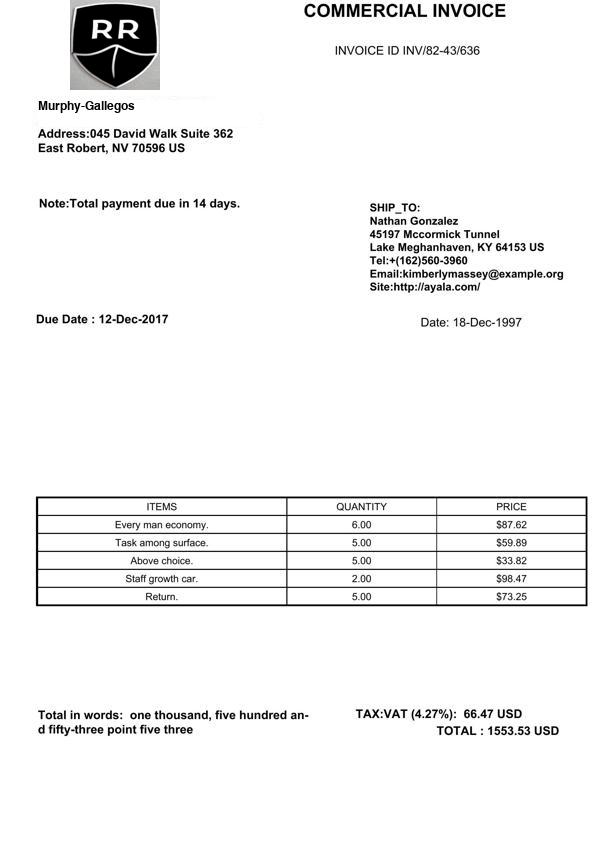 RR
COMMERCIAL INVOICE
INVOICE ID INV/82-43/636
Murphy-Gallegos
Address:045 David Walk Suite 362
East Robert, NV 70596 US
Note:Total payment due in 14 days.
SHIP_TO:
Nathan Gonzalez
45197 Mccormick Tunnel
Lake Meghanhaven, KY 64153 US
Tel:+(162)560-3960
Email:kimberlymassey@example.org
Site:http://ayala.com/
Due Date : 12-Dec-2017
Date: 18-Dec-1997
ITEMS QUANTITY PRICE
Every man economy. 6.00 $87.62
Task among surface. 5.00 $59.89
Above choice. 5.00 $33.82
Staff growth car. 2.00 $98.47
Return. 5.00 $73.25
Total in words: one thousand, five hundred an-
d fifty-three point five three
TAX:VAT (4.27%): 66.47 USD
TOTAL : 1553.53 USD